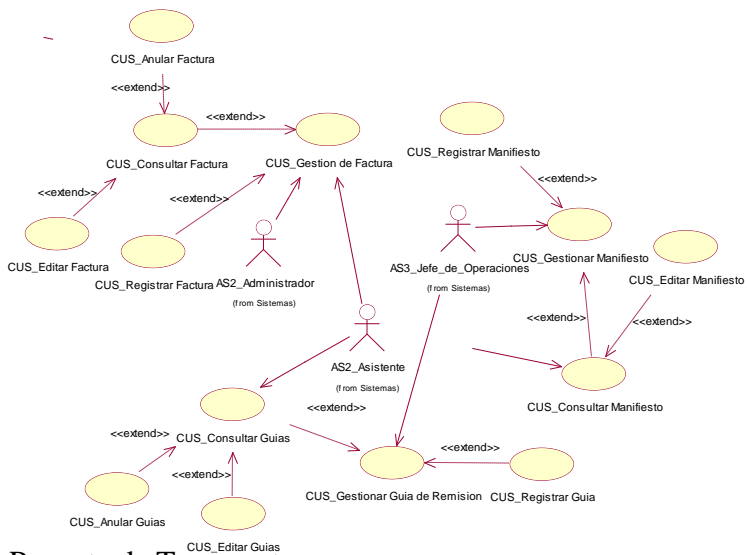 CUS_Anular Factura
<<extend>>
<<extend>>
CUS_Consultar Factura
CUS_Gestion de Factura
CUS_Registrar Manifiesto
<<extend>>
<<extend>>
<<extend>>
CUS_Editar Factura
CUS_Registrar Factura
AS2_Administrador
(from Sistemas)
AS3_Jefe_de_Operaciones
(from Sistemas)
CUS_Gestionar Manifiesto
CUS_Editar Manifiesto
<<extend>>
<<extend>>
AS2_Asistente
(from Sistemas)
CUS_Consultar Manifiesto
<<extend>>
<<extend>>
CUS_Consultar Guias
<<extend>>
<<extend>>
CUS_Gestionar Guia de Remision
CUS_Registrar Guia
CUS_Anular Guias
CUS_Editar Guias